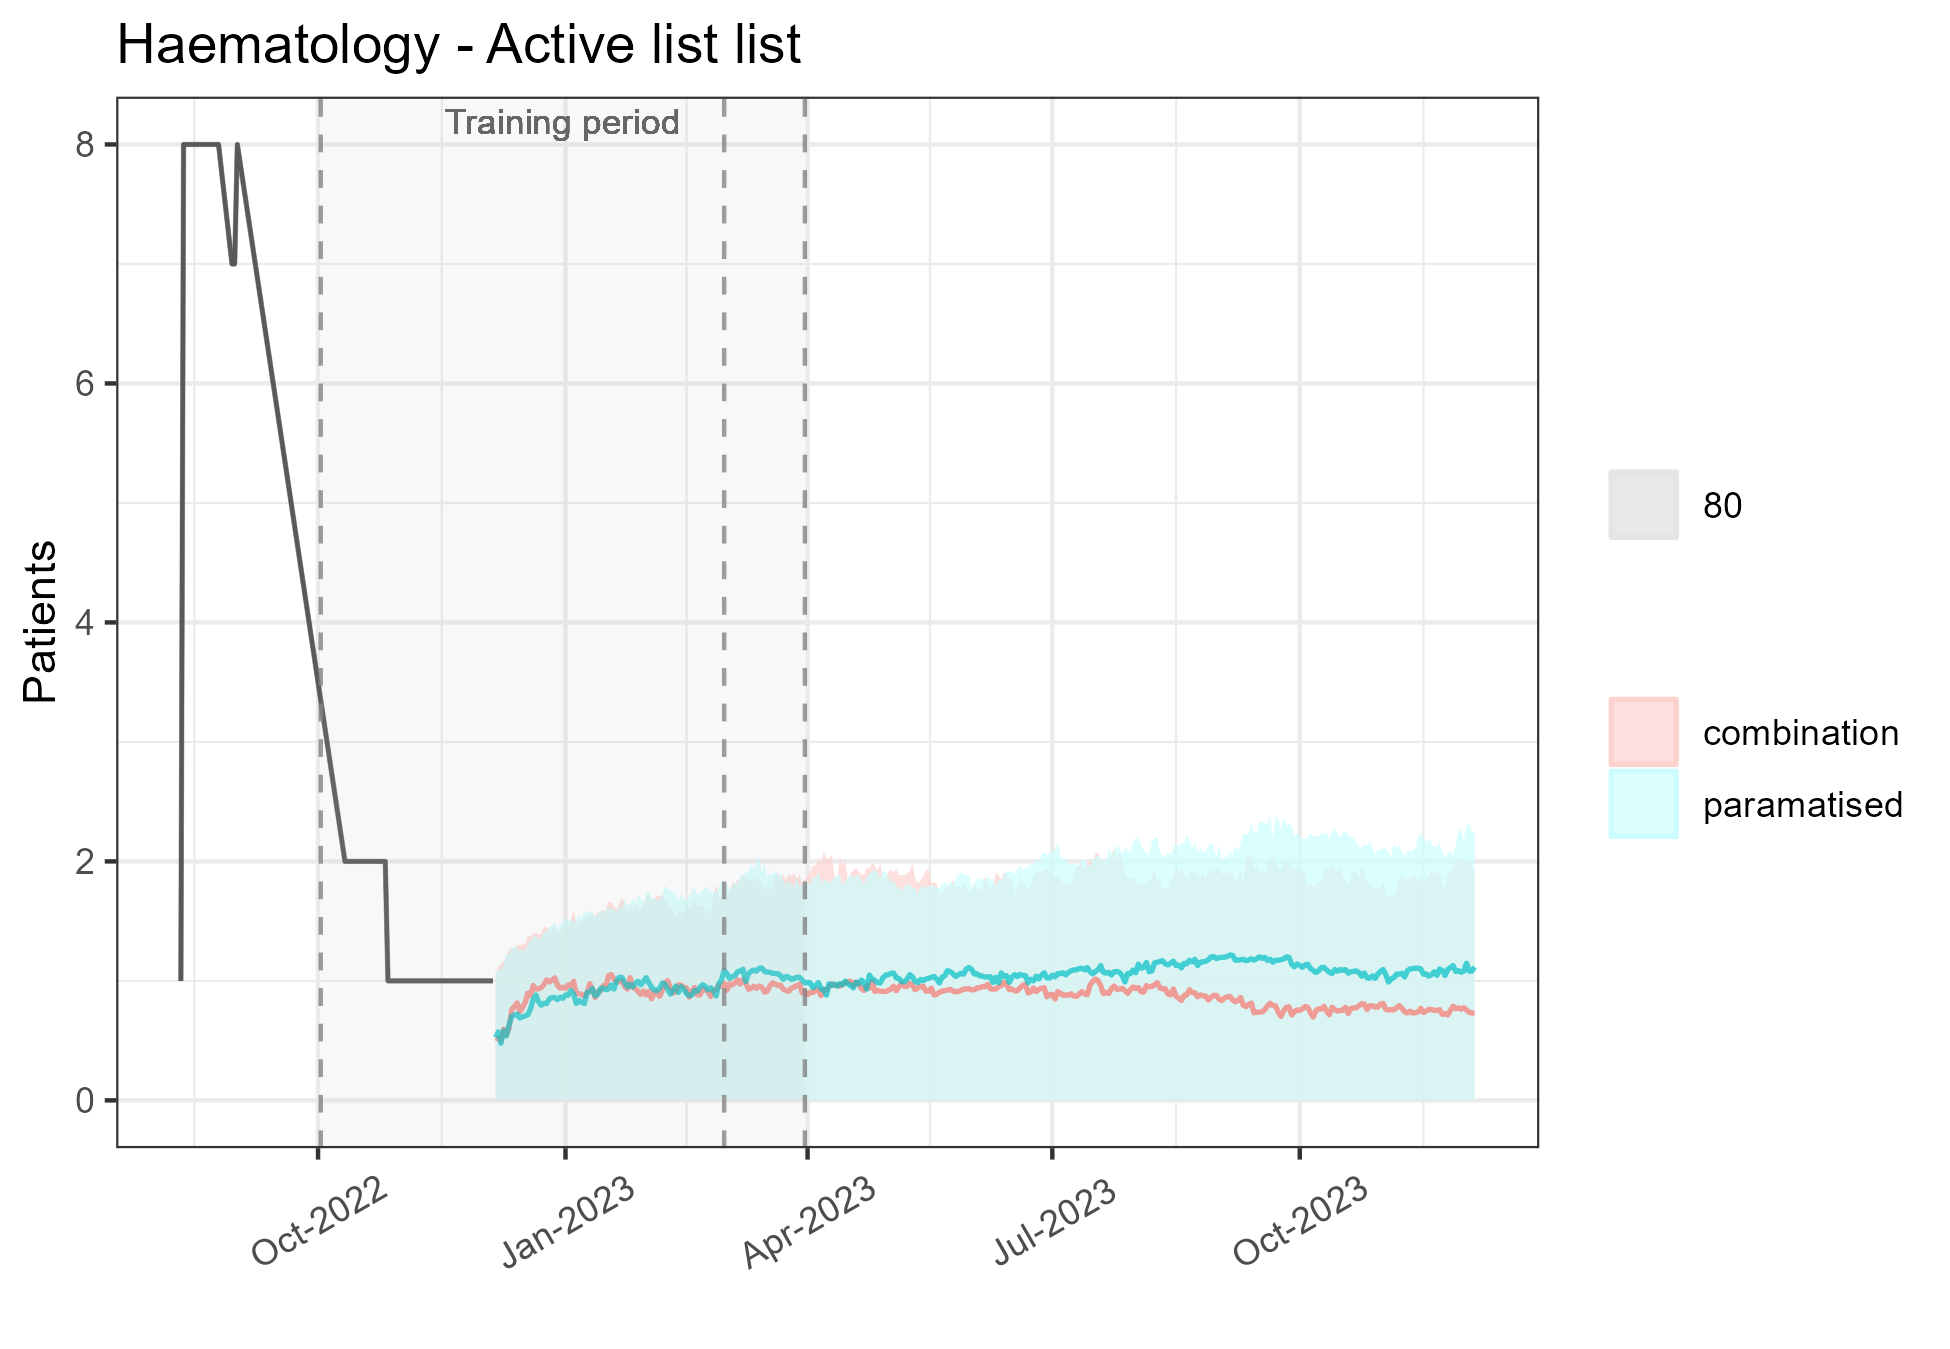 Haematology - Active list list
Training period
8
6
4
2
0
Patients
Oct-2022
Jan-2023
Apr-2023
Jul-2023
Oct-2023
80
combination
paramatised